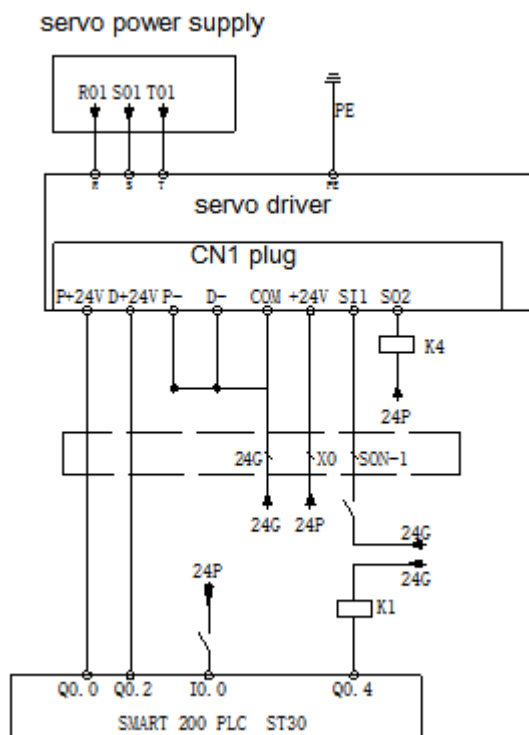 servo power supply
R01 S01 T01
PE
R S T PE
servo driver
CN1 plug
P+24V D+24V P- D- COM +24V SI1 SO2
K4
24P
24G X0 SON-1
24G 24P
24G
24P 24G
K1
Q0.0 Q0.2 I0.0 Q0.4
SMART 200 PLC ST30